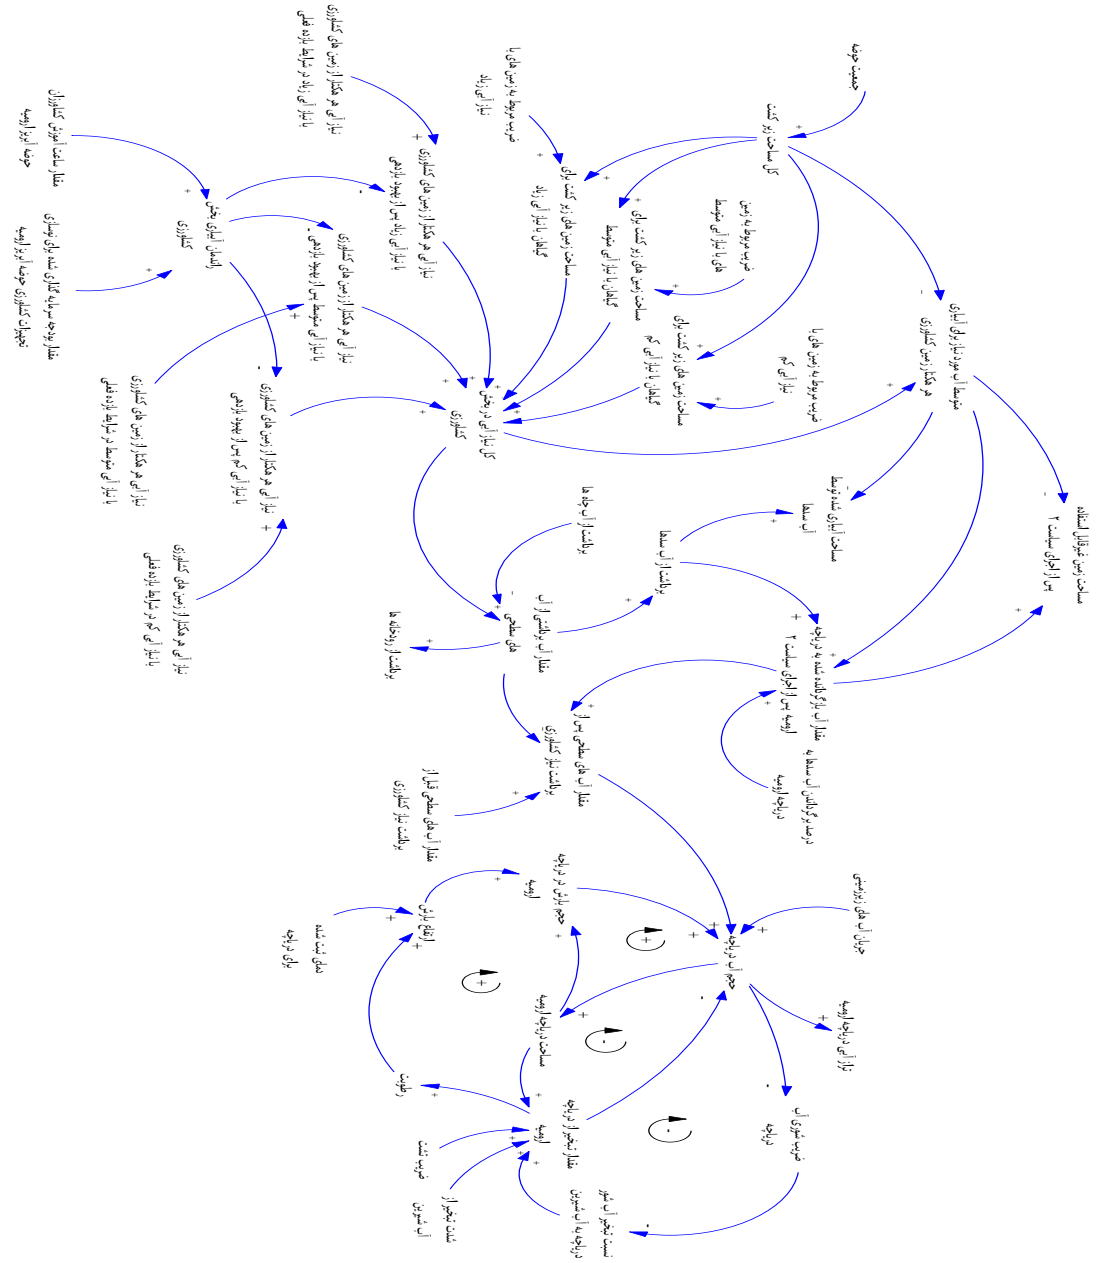 جمعیت حوضه
کل مساحت زیر کشت
ضریب مربوط به زمین های با
نیاز آبی زیاد
مساحت زمین های زیر کشت برای
گیاهان با نیاز آبی زیاد
ضریب مربوط به زمین
های با نیاز آبی متوسط
مساحت زمین های زیر کشت برای
گیاهان با نیاز آبی متوسط
ضریب مربوط به زمین های با
نیاز آبی کم
مساحت زمین های زیر کشت برای
گیاهان با نیاز آبی کم
متوسط آب مورد نیاز برای آبیاری
هر هکتار زمین کشاورزی
نیاز آبی هر هکتار از زمین های کشاورزی
با نیاز آبی زیاد در شرایط بازده فعلی
نیاز آبی هر هکتار از زمین های کشاورزی
با نیاز آبی زیاد پس از بهبود بازدهی
مقدار ساعت آموزش کشاورزان
حوضه آبریز ارومیه
مقدار بودجه سرمایه گذاری شده برای نوسازی
تجهیزات کشاورزی حوضه آبریز ارومیه
راندمان آبیاری بخش
کشاورزی
نیاز آبی هر هکتار از زمین های کشاورزی
با نیاز آبی متوسط پس از بهبود بازدهی
نیاز آبی هر هکتار از زمین های کشاورزی
با نیاز آبی متوسط در شرایط بازده فعلی
نیاز آبی هر هکتار از زمین های کشاورزی
با نیاز آبی کم پس از بهبود بازدهی
نیاز آبی هر هکتار از زمین های کشاورزی
با نیاز آبی کم در شرایط بازده فعلی
کل نیاز آبی در بخش
کشاورزی
مساحت آبیاری شده توسط
آب سدها
مساحت زمین غیرقابل استفاده
پس از اجرای سیاست ۲
برداشت از آب چاه ها
برداشت از آب سدها
مقدار آب برداشتی از آب
های سطحی
برداشت از رودخانه ها
مقدار آب بازگردانده شده به دریاچه
ارومیه پس از اجرای سیاست ۲
درصد برگرداندن آب سدها به
دریاچه ارومیه
مقدار آب های سطحی پس از
برداشت نیاز کشاورزی
مقدار آب های سطحی قبل از
برداشت نیاز کشاورزی
جریان آب های زیرزمینی
حجم آب دریاچه
تراز آبی دریاچه ارومیه
حجم بارش در دریاچه
ارومیه
ارتفاع بارش
دمای ثبت شده
برای دریاچه
مساحت دریاچه ارومیه
رطوبت
مقدار تبخیر از دریاچه
ارومیه
ضریب شوری آب
دریاچه
ضریب تشت
شدت تبخیر از
آب شیرین
نسبت تبخیر آب شور
دریاچه به آب شیرین